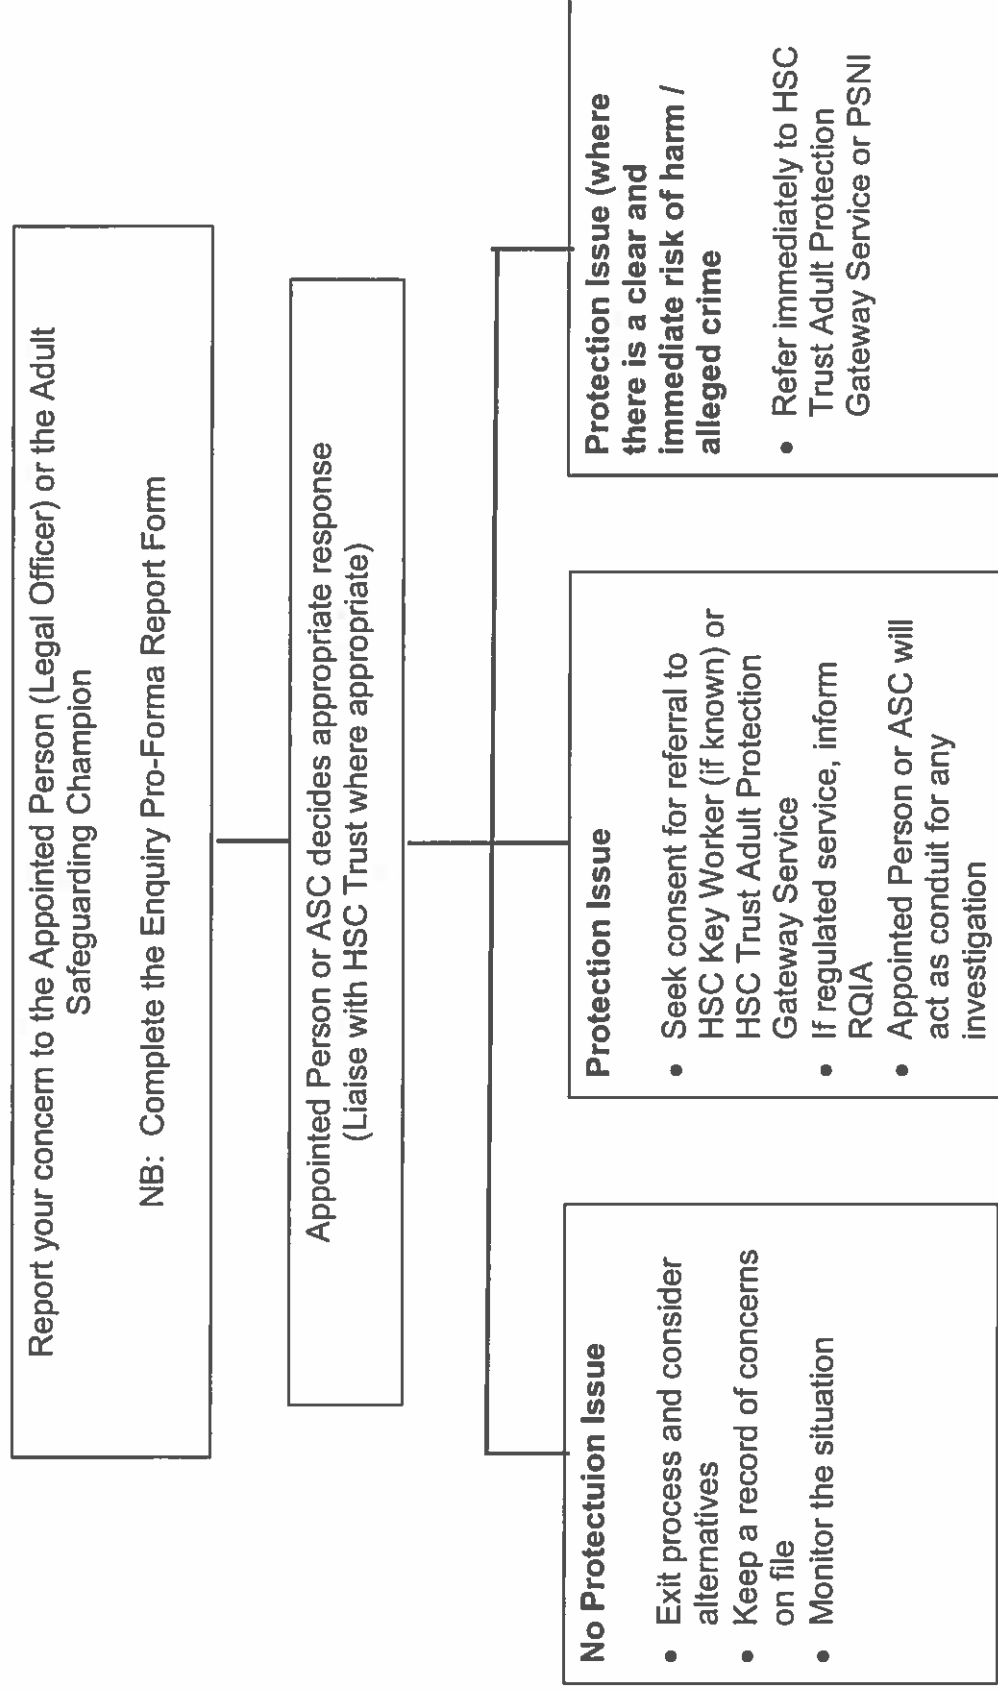 Report your concern to the Appointed Person (Legal Officer) or the Adult
Safeguarding Champion
NB: Complete the Enquiry Pro-Forma Report Form
Appointed Person or ASC decides appropriate response
(Liaise with HSC Trust where appropriate)
No Protectuion Issue
• Exit process and consider
alternatives
• Keep a record of concerns
on file
• Monitor the situation
Protection Issue
• Seek consent for referral to
HSC Key Worker (if known) or
HSC Trust Adult Protection
Gateway Service
• If regulated service, inform
RQIA
• Appointed Person or ASC will
act as conduit for any
investigation
Protection Issue (where
there is a clear and
immediate risk of harm /
alleged crime
• Refer immediately to HSC
Trust Adult Protection
Gateway Service or PSNI